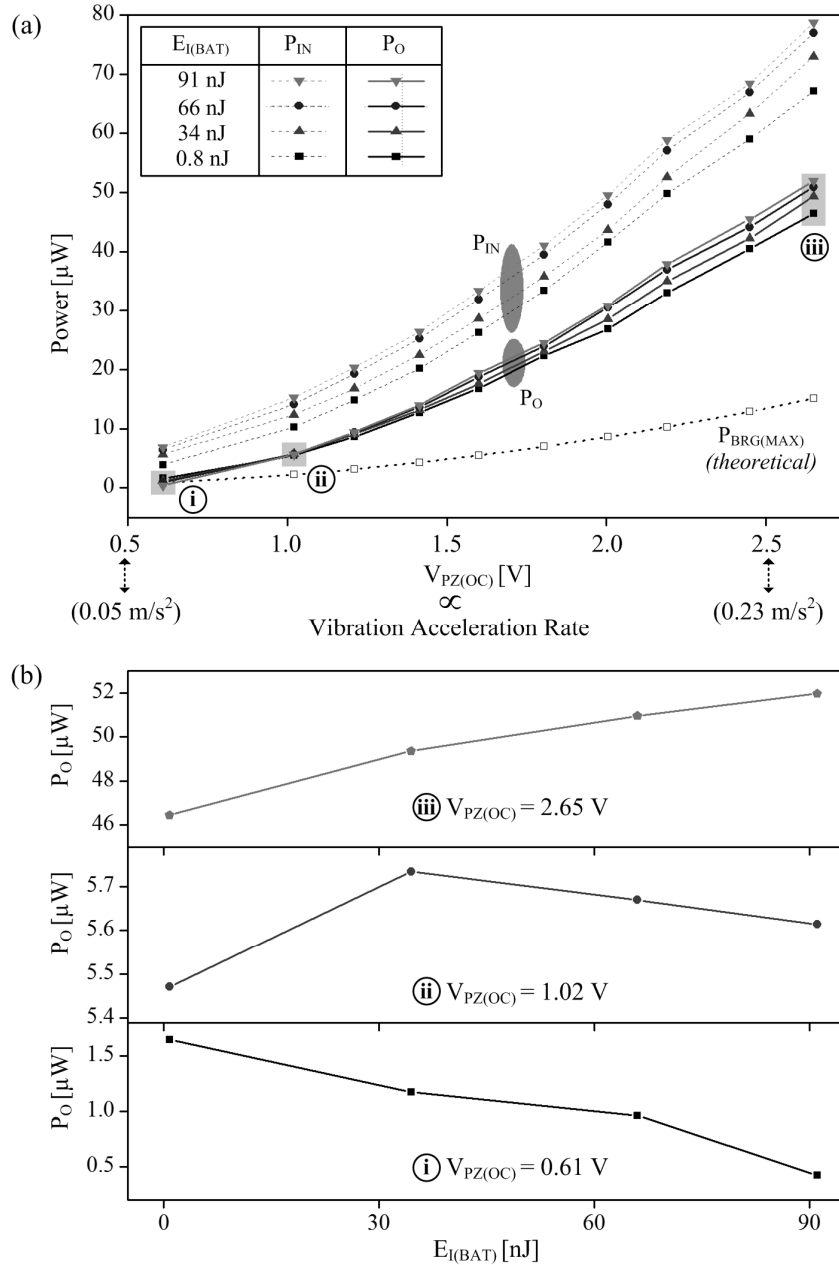 (a)
80
70
60
50
40
30
20
10
0
Power [µW]
E_I(BAT) P_IN P_O
91 nJ
66 nJ
34 nJ
0.8 nJ
P_IN
P_O
iii
P_BRG(MAX)
(theoretical)
i
ii
0.5 1.0 1.5 2.0 2.5
V_PZ(OC) [V]
(0.05 m/s²) ∝ (0.23 m/s²)
Vibration Acceleration Rate
(b)
52
50
48
46
P_O [µW]
iii V_PZ(OC) = 2.65 V
5.7
5.6
5.5
5.4
P_O [µW]
ii V_PZ(OC) = 1.02 V
1.5
1.0
0.5
P_O [µW]
i V_PZ(OC) = 0.61 V
0 30 60 90
E_I(BAT) [nJ]